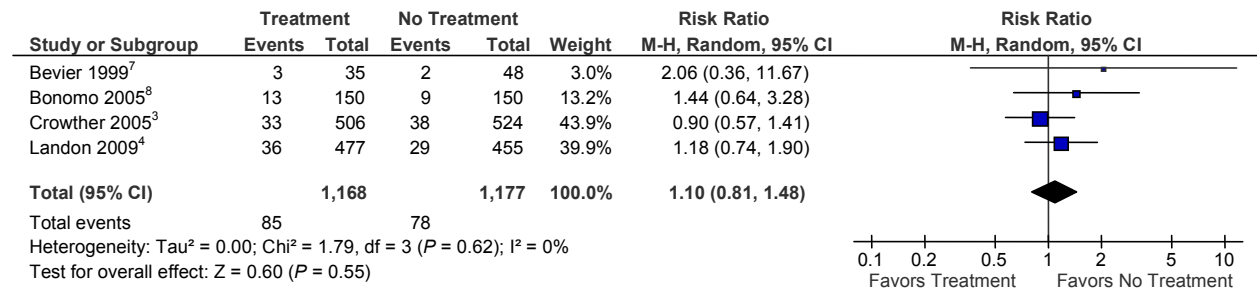 Treatment No Treatment Risk Ratio Risk Ratio
Study or Subgroup Events Total Events Total Weight M-H, Random, 95% CI M-H, Random, 95% CI
Bevier 1999⁷ 3 35 2 48 3.0% 2.06 (0.36, 11.67)
Bonomo 2005⁸ 13 150 9 150 13.2% 1.44 (0.64, 3.28)
Crowther 2005³ 33 506 38 524 43.9% 0.90 (0.57, 1.41)
Landon 2009⁴ 36 477 29 455 39.9% 1.18 (0.74, 1.90)
Total (95% CI) 1,168 1,177 100.0% 1.10 (0.81, 1.48)
Total events 85 78
Heterogeneity: Tau² = 0.00; Chi² = 1.79, df = 3 (P = 0.62); I² = 0%
Test for overall effect: Z = 0.60 (P = 0.55)
0.1 0.2 0.5 1 2 5 10
Favors Treatment Favors No Treatment